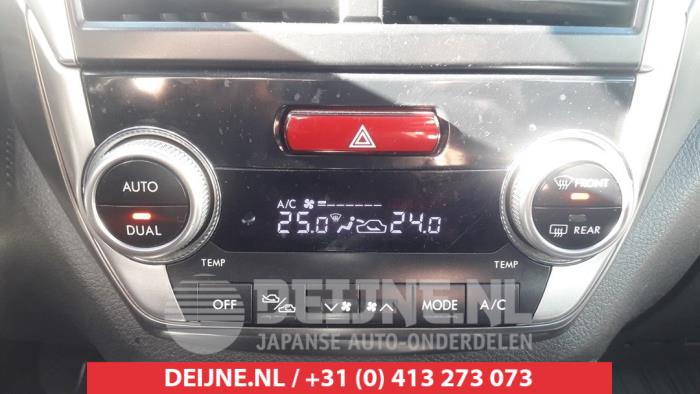 AUTO
DUAL
A/C
25.0 24.0
FRONT
REAR
TEMP
TEMP
OFF
MODE
A/C
DEIJNE.NL
JAPANSE AUTO-ONDERDELEN
DEIJNE.NL / +31 (0) 413 273 073